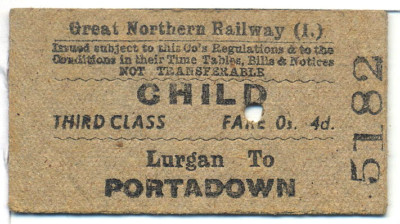 Great Northern Railway (I.)
Issued subject to this Co's Regulations & to the
Conditions in their Time Tables, Bills & Notices
NOT TRANSFERABLE
CHILD
THIRD CLASS FARE 0s. 4d.
Lurgan To
PORTADOWN
5182